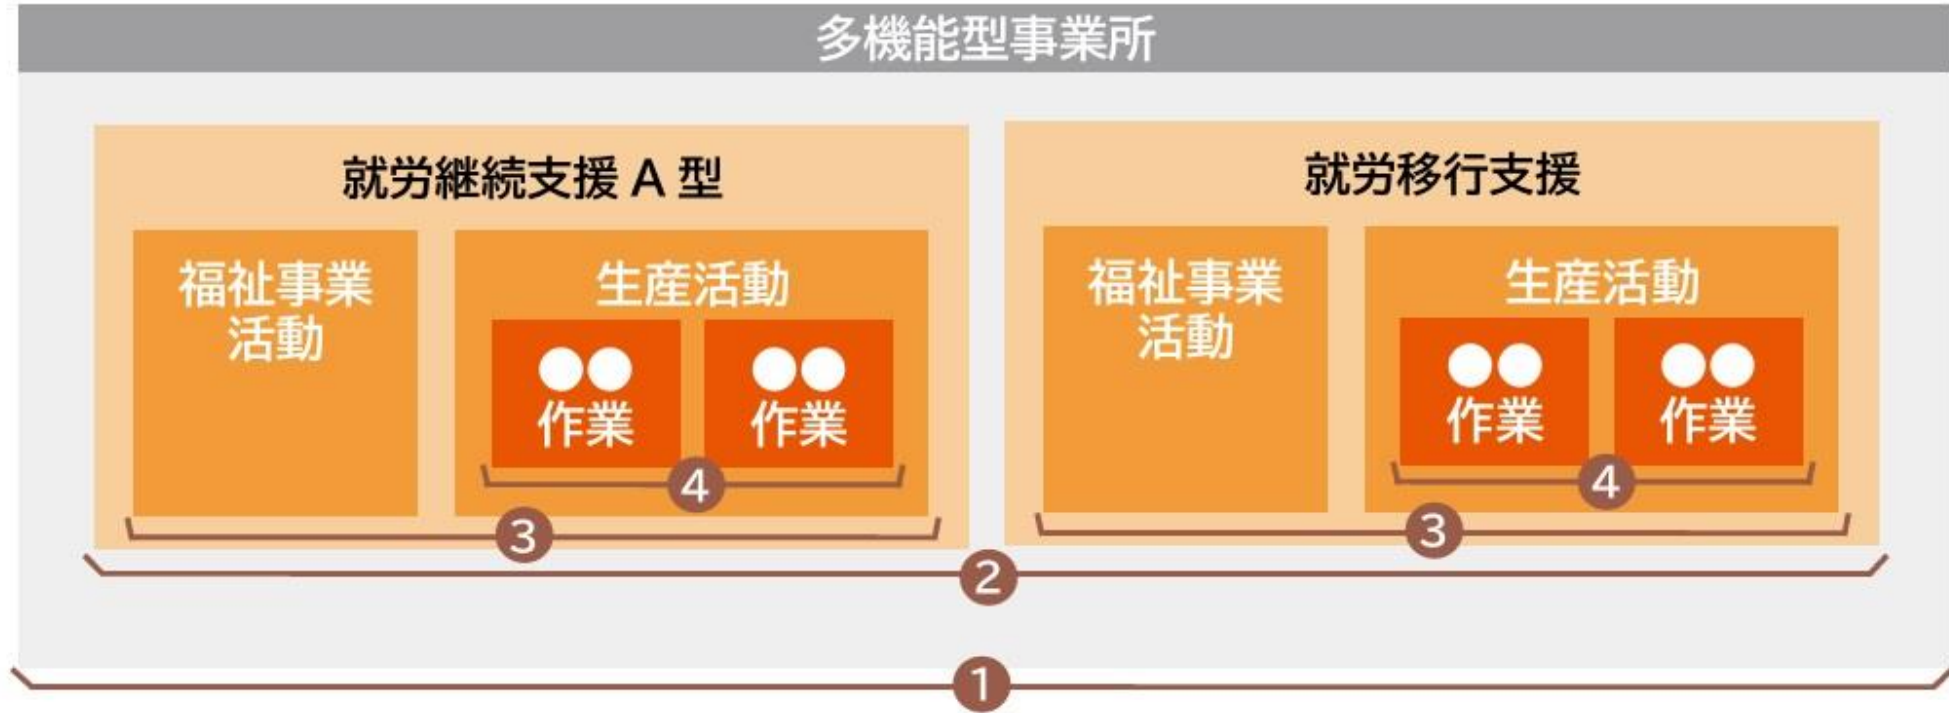 多機能型事業所
就労継続支援 A 型
福祉事業
活動
生産活動
●●
作業
●●
作業
4
3
就労移行支援
福祉事業
活動
生産活動
●●
作業
●●
作業
4
3
2
1